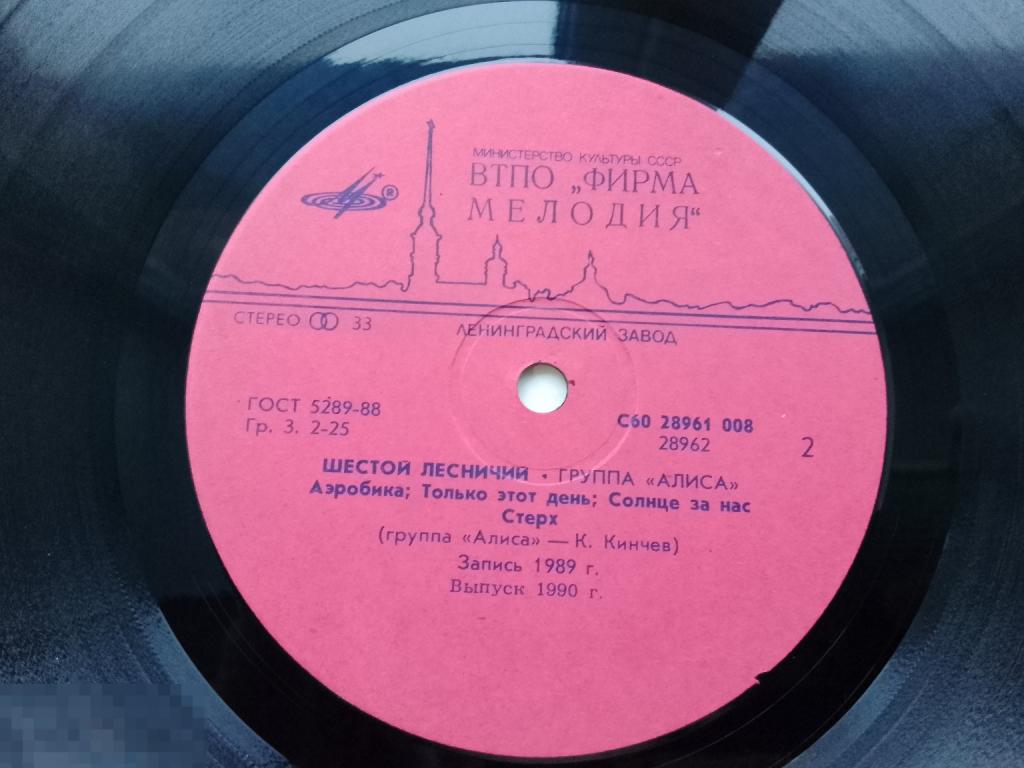 МИНИСТЕРСТВО КУЛЬТУРЫ СССР
ВТПО „ФИРМА
МЕЛОДИЯ“
®
СТЕРЕО 33
ЛЕНИНГРАДСКИЙ ЗАВОД
ГОСТ 5289-88
Гр. 3. 2-25
С60 28961 008
28962
2
ШЕСТОЙ ЛЕСНИЧИЙ • ГРУППА «АЛИСА»
Аэробика; Только этот день; Солнце за нас
Стерх
(группа «Алиса» — К. Кинчев)
Запись 1989 г.
Выпуск 1990 г.